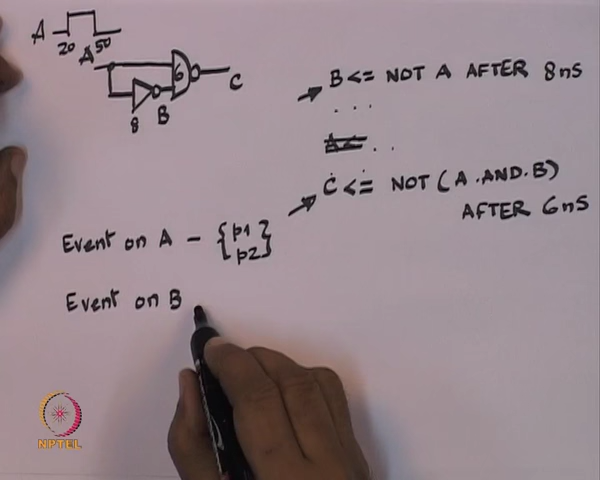 A
20 50
A
6
C
8 B
B <= NOT A AFTER 8ns
. . .
. .
C <= NOT (A .AND. B)
AFTER 6ns
Event on A - {p1
p2}
Event on B
NPTEL